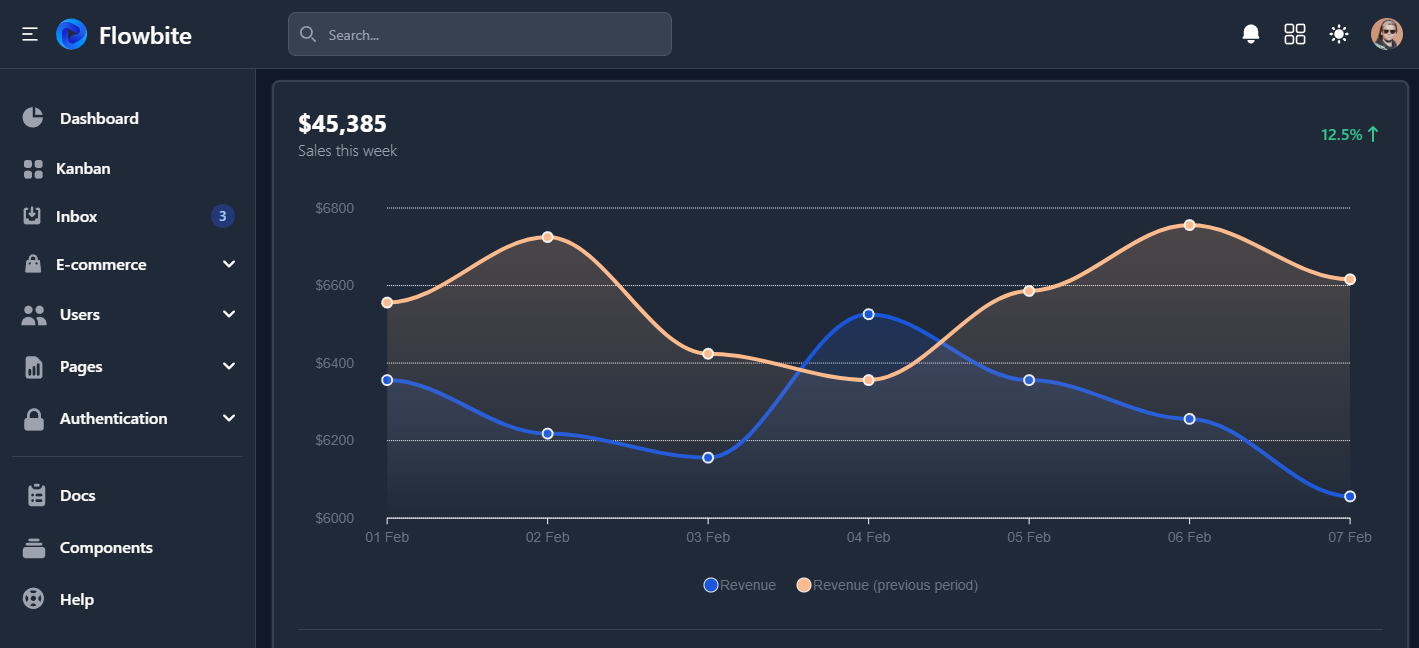 Flowbite
Search...
Dashboard
Kanban
Inbox 3
E-commerce
Users
Pages
Authentication
Docs
Components
Help
$45,385
Sales this week
12.5%
$6800
$6600
$6400
$6200
$6000
01 Feb 02 Feb 03 Feb 04 Feb 05 Feb 06 Feb 07 Feb
Revenue Revenue (previous period)